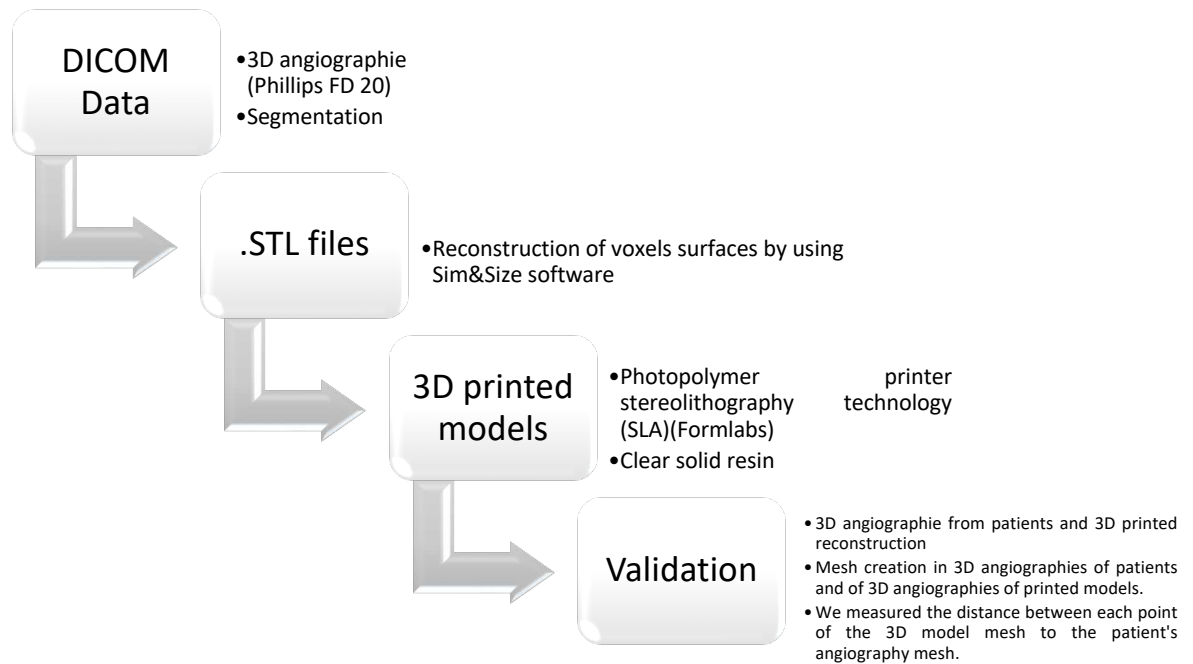 DICOM
Data
•3D angiographie
(Phillips FD 20)
•Segmentation
.STL files
•Reconstruction of voxels surfaces by using
Sim&Size software
3D printed
models
•Photopolymer printer
stereolithography technology
(SLA)(Formlabs)
•Clear solid resin
Validation
•3D angiographie from patients and 3D printed
reconstruction
•Mesh creation in 3D angiographies of patients
and of 3D angiographies of printed models.
•We measured the distance between each point
of the 3D model mesh to the patient's
angiography mesh.